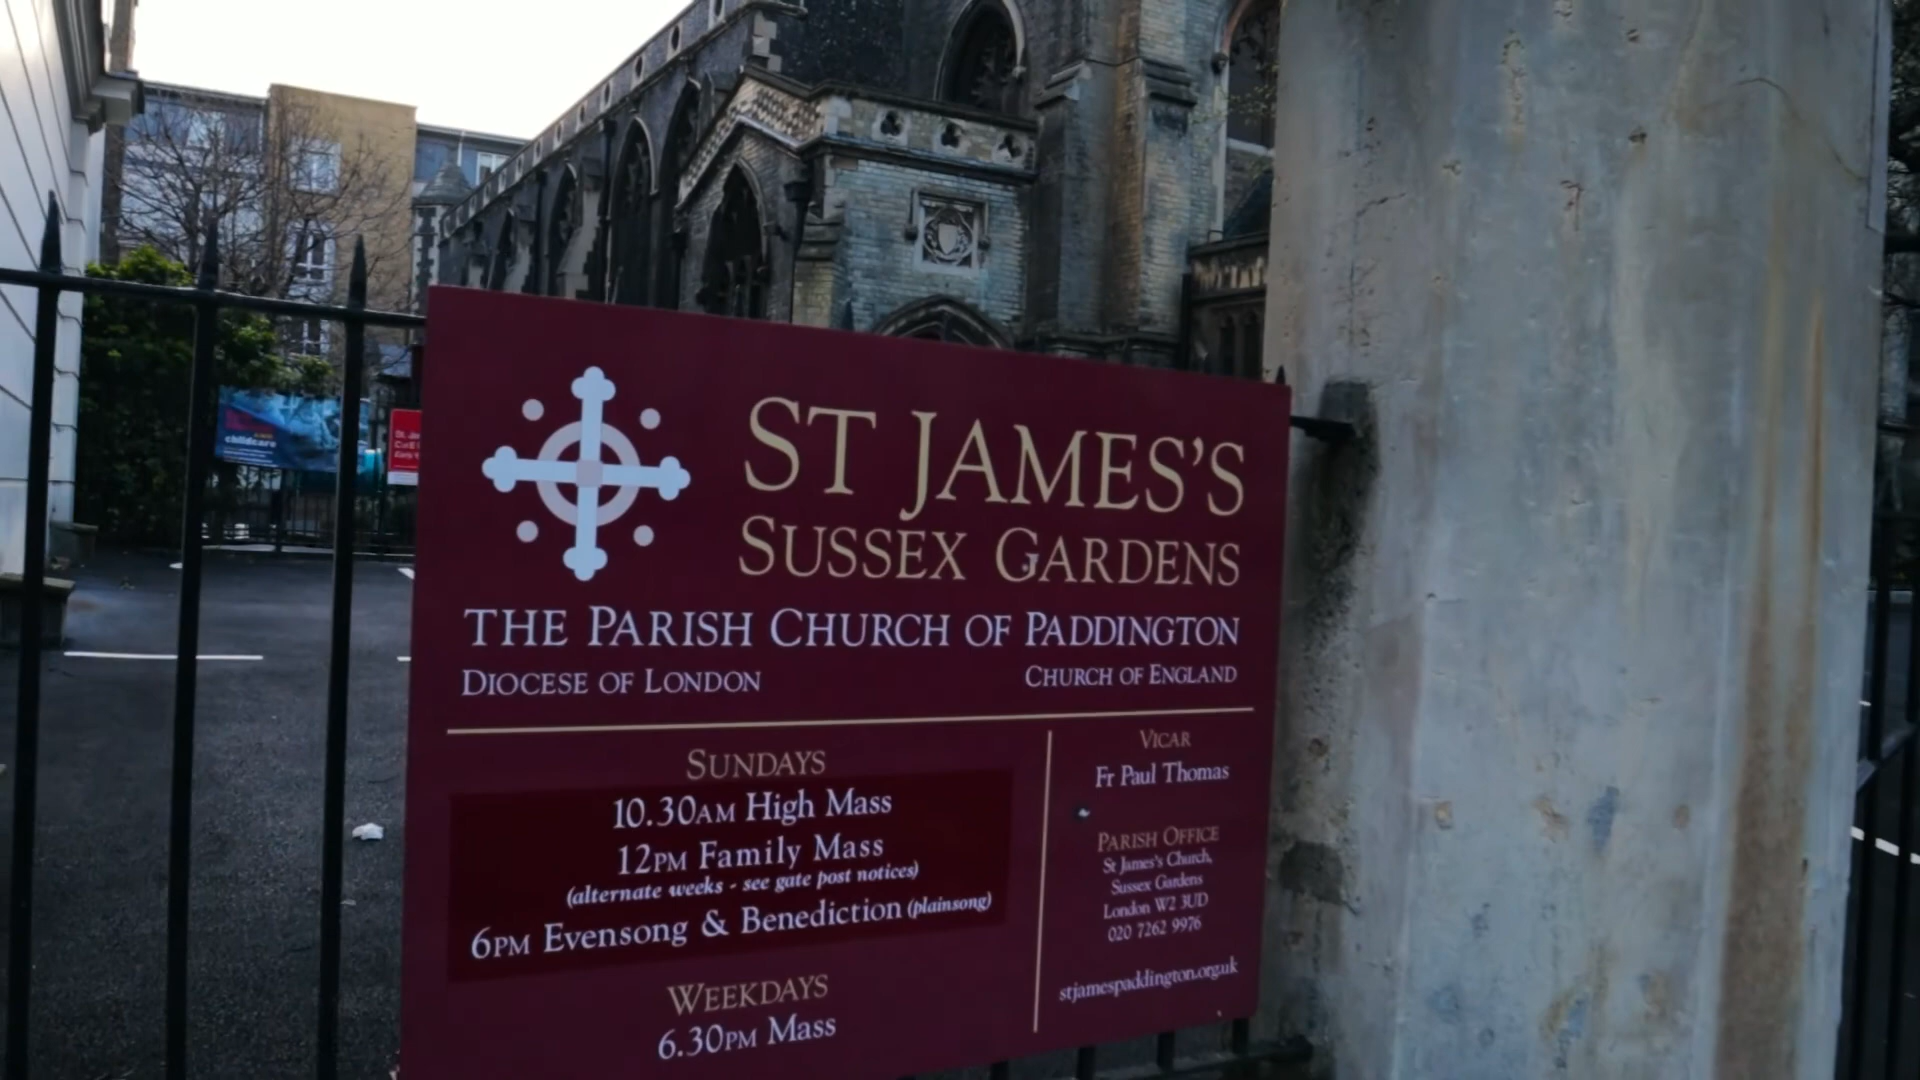 ST JAMES'S
SUSSEX GARDENS
THE PARISH CHURCH OF PADDINGTON
DIOCESE OF LONDON
CHURCH OF ENGLAND
SUNDAYS
10.30AM High Mass
12PM Family Mass
(alternate weeks - see gate post notices)
6PM Evensong & Benediction (plainsong)
WEEKDAYS
6.30PM Mass
VICAR
Fr Paul Thomas
PARISH OFFICE
St James's Church,
Sussex Gardens
London W2 3UD
020 7262 9976
stjamespaddington.org.uk
childcare